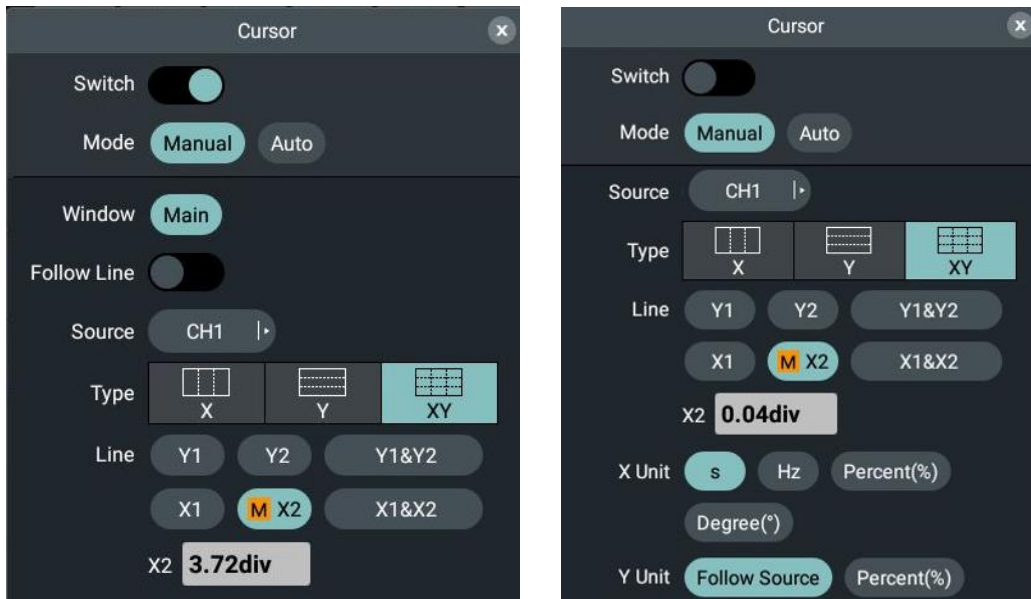 Cursor
x
Switch
Mode Manual Auto
Window Main
Follow Line
Source CH1
Type X Y XY
Line Y1 Y2 Y1&Y2
X1 M X2 X1&X2
X2 3.72div
Cursor
x
Switch
Mode Manual Auto
Source CH1
Type X Y XY
Line Y1 Y2 Y1&Y2
X1 M X2 X1&X2
X2 0.04div
X Unit s Hz Percent(%)
Degree(°)
Y Unit Follow Source Percent(%)